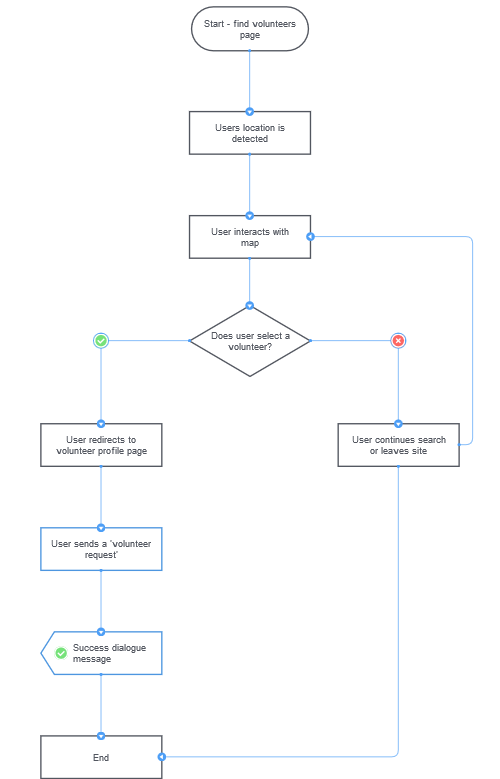 Start - find volunteers
page
Users location is
detected
User interacts with
map
Does user select a
volunteer?
User redirects to
volunteer profile page
User continues search
or leaves site
User sends a 'volunteer
request'
Success dialogue
message
End